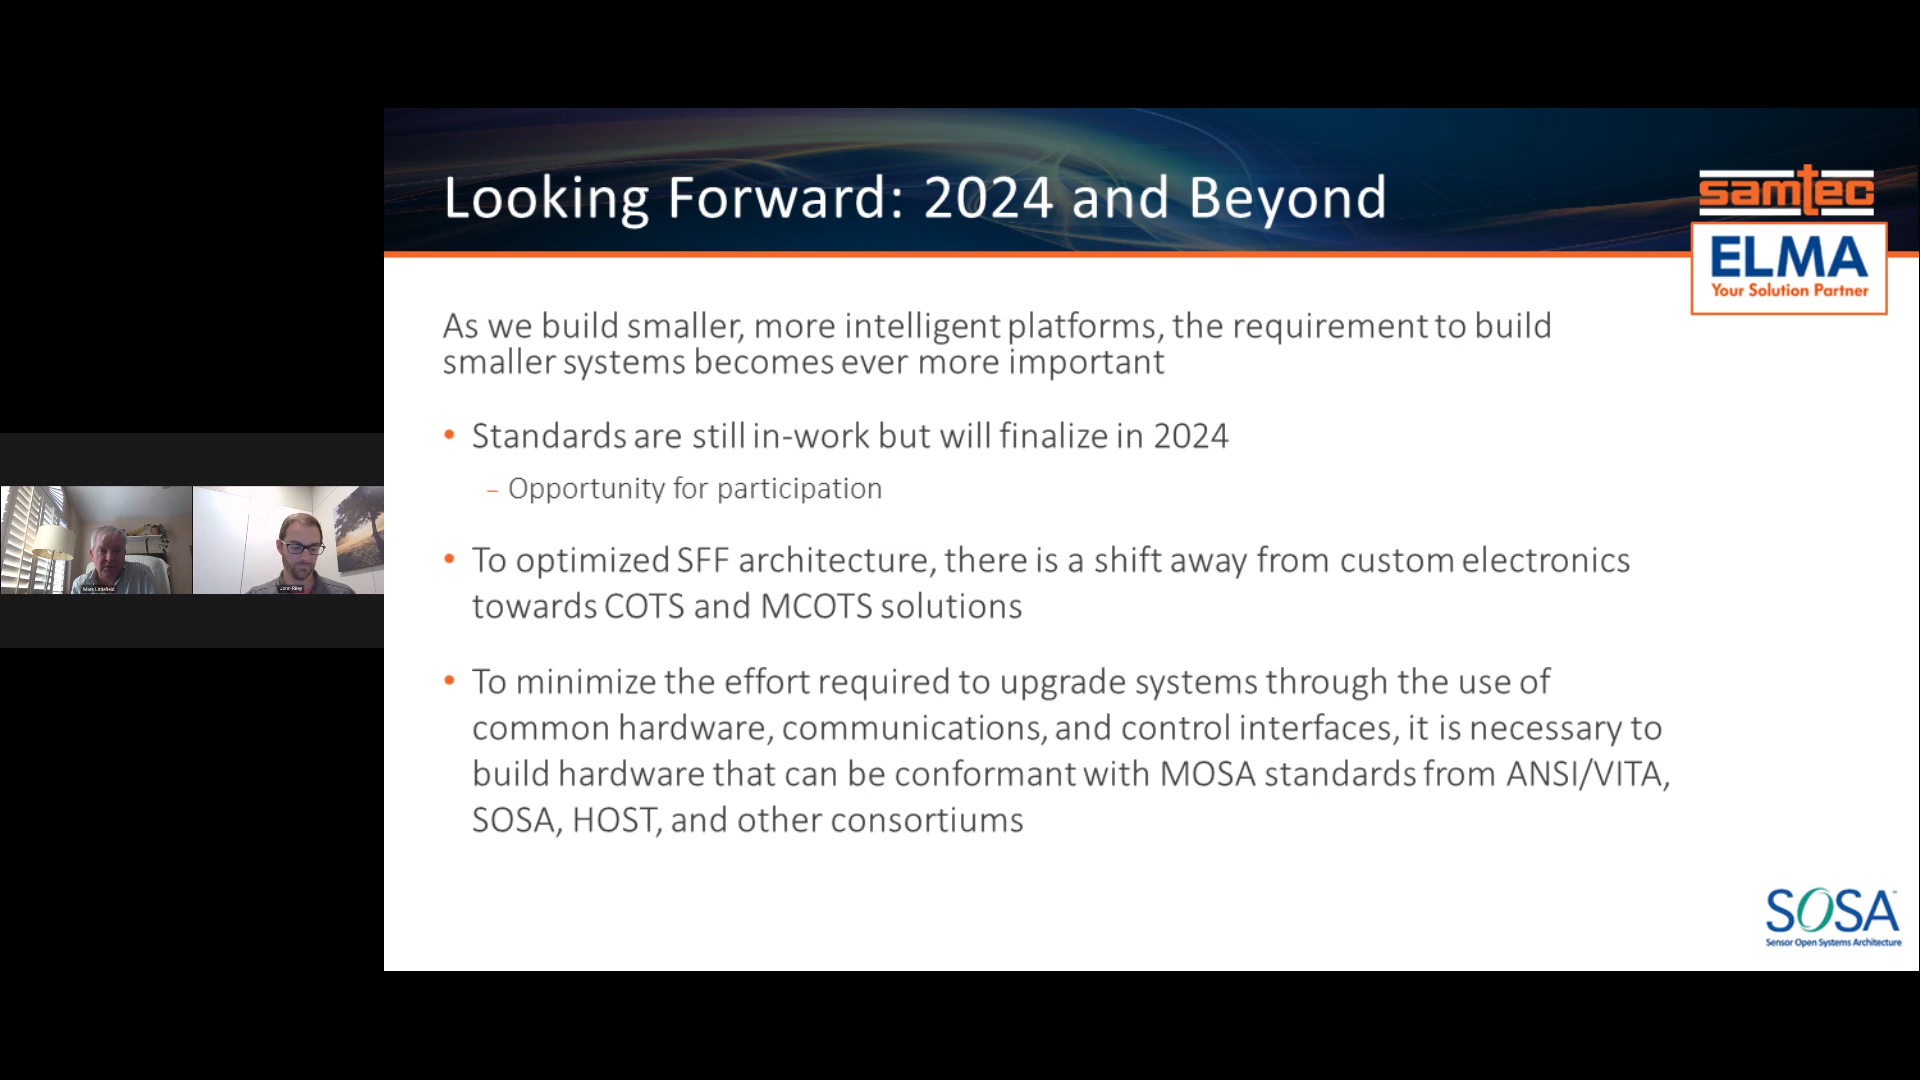 Looking Forward: 2024 and Beyond
samtec
ELMA
Your Solution Partner
As we build smaller, more intelligent platforms, the requirement to build
smaller systems becomes ever more important
• Standards are still in-work but will finalize in 2024
– Opportunity for participation
• To optimized SFF architecture, there is a shift away from custom electronics
towards COTS and MCOTS solutions
• To minimize the effort required to upgrade systems through the use of
common hardware, communications, and control interfaces, it is necessary to
build hardware that can be conformant with MOSA standards from ANSI/VITA,
SOSA, HOST, and other consortiums
Mark Littlefield
John Riley
SOSA™
Sensor Open Systems Architecture